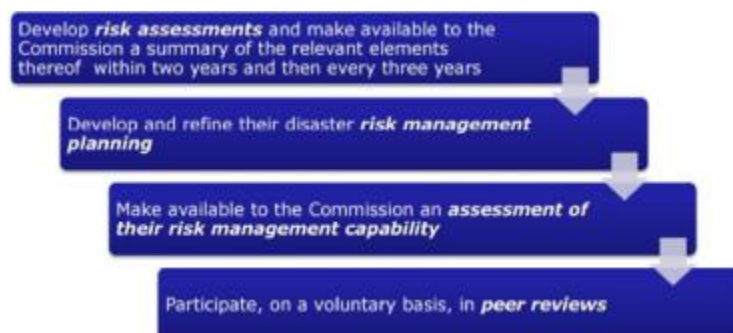 Develop risk assessments and make available to the
Commission a summary of the relevant elements
thereof within two years and then every three years
Develop and refine their disaster risk management
planning
Make available to the Commission an assessment of
their risk management capability
Participate, on a voluntary basis, in peer reviews